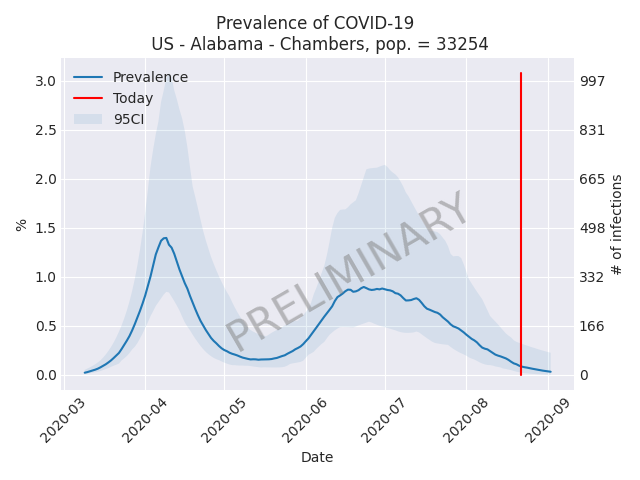 Prevalence of COVID-19
US - Alabama - Chambers, pop. = 33254
Prevalence
Today
95CI
3.0
2.5
2.0
1.5
1.0
0.5
0.0
%
997
831
665
498
332
166
0
# of infections
PRELIMINARY
2020-03
2020-04
2020-05
2020-06
2020-07
2020-08
2020-09
Date